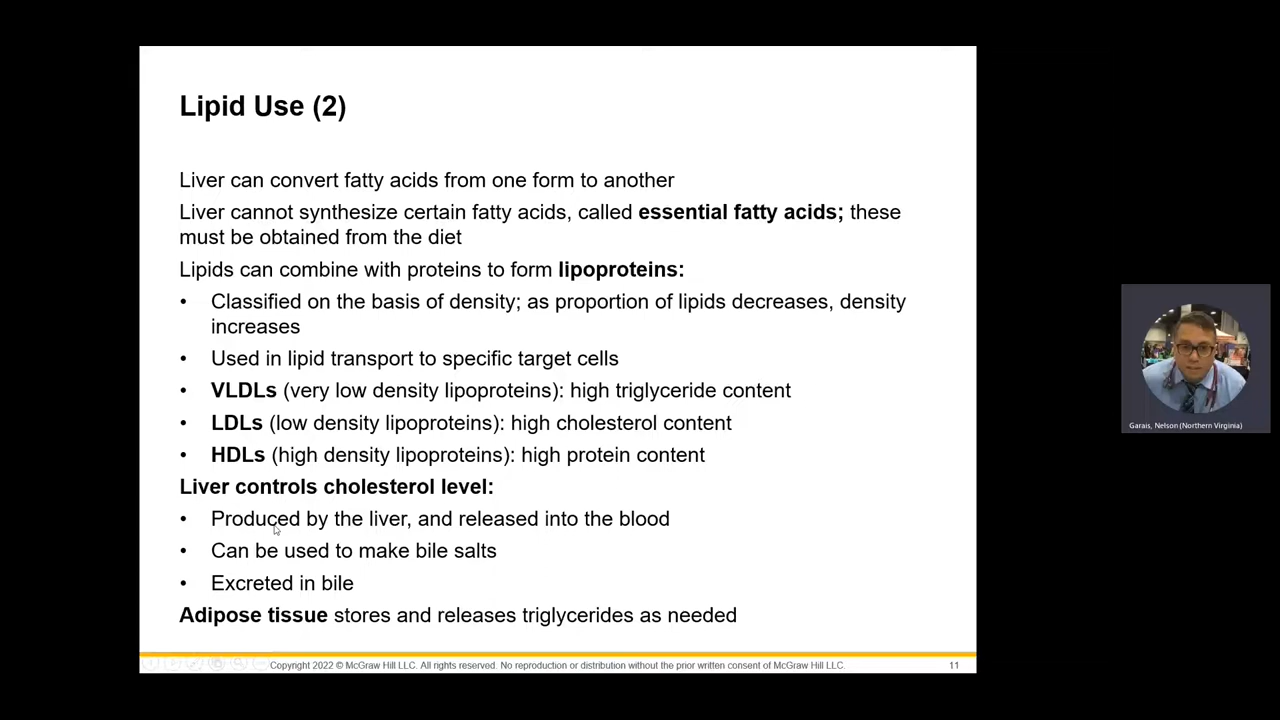 Lipid Use (2)
Liver can convert fatty acids from one form to another
Liver cannot synthesize certain fatty acids, called essential fatty acids; these
must be obtained from the diet
Lipids can combine with proteins to form lipoproteins:
• Classified on the basis of density; as proportion of lipids decreases, density
increases
• Used in lipid transport to specific target cells
• VLDLs (very low density lipoproteins): high triglyceride content
• LDLs (low density lipoproteins): high cholesterol content
• HDLs (high density lipoproteins): high protein content
Liver controls cholesterol level:
• Produced by the liver, and released into the blood
• Can be used to make bile salts
• Excreted in bile
Adipose tissue stores and releases triglycerides as needed
Copyright 2022 © McGraw Hill LLC. All rights reserved. No reproduction or distribution without the prior written consent of McGraw Hill LLC.
11
Garais, Nelson (Northern Virginia)